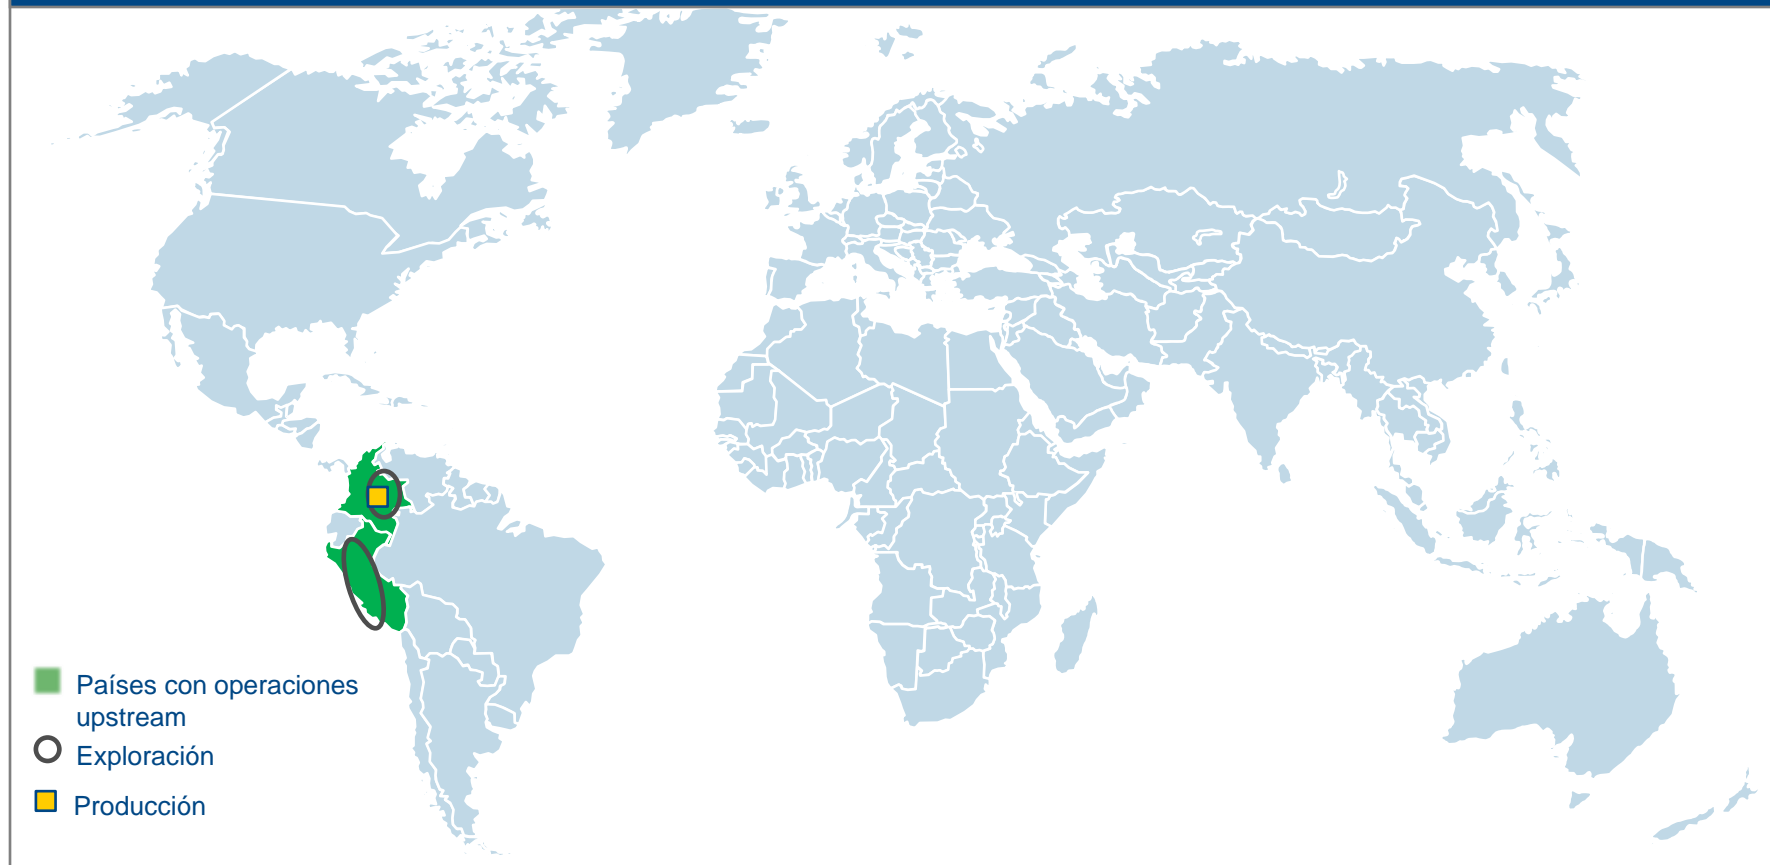 Países con operaciones
upstream
Exploración
Producción